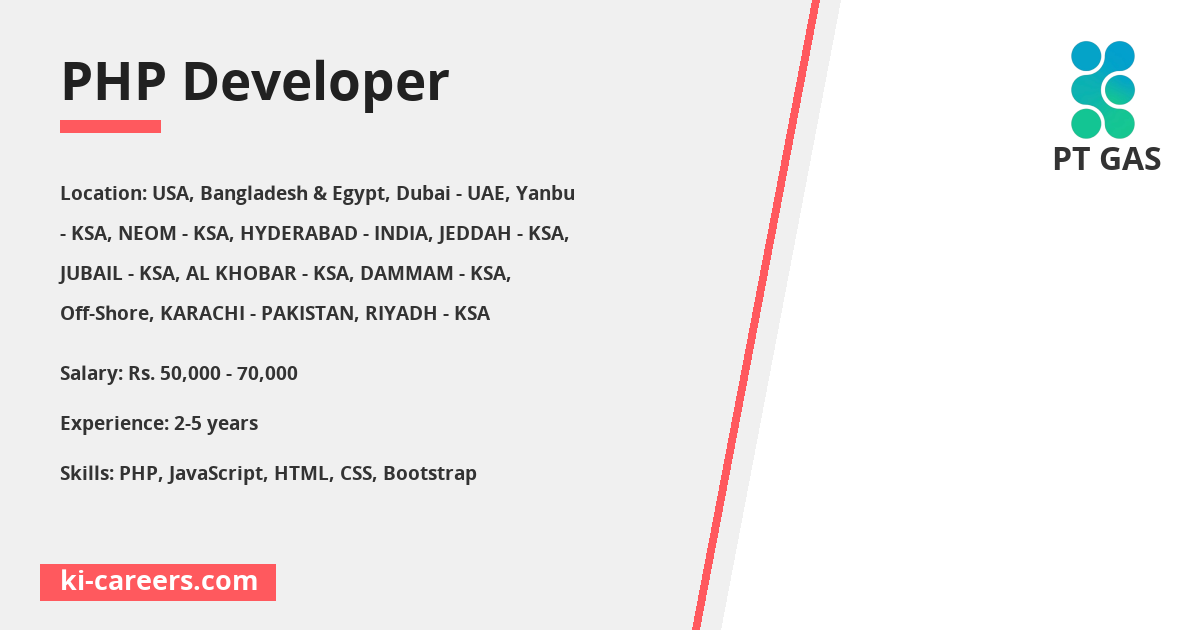 PHP Developer
PT GAS
Location: USA, Bangladesh & Egypt, Dubai - UAE, Yanbu
- KSA, NEOM - KSA, HYDERABAD - INDIA, JEDDAH - KSA,
JUBAIL - KSA, AL KHOBAR - KSA, DAMMAM - KSA,
Off-Shore, KARACHI - PAKISTAN, RIYADH - KSA
Salary: Rs. 50,000 - 70,000
Experience: 2-5 years
Skills: PHP, JavaScript, HTML, CSS, Bootstrap
ki-careers.com